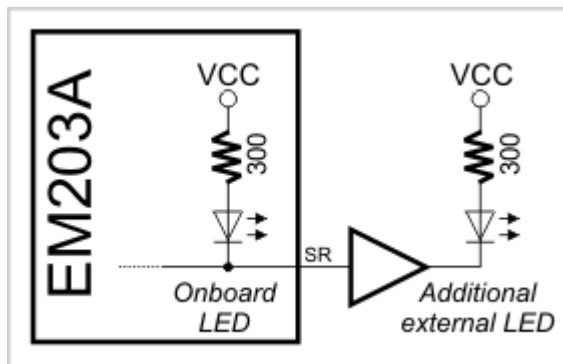 EM203A
VCC
300
Onboard
LED
SR
VCC
300
Additional
external LED